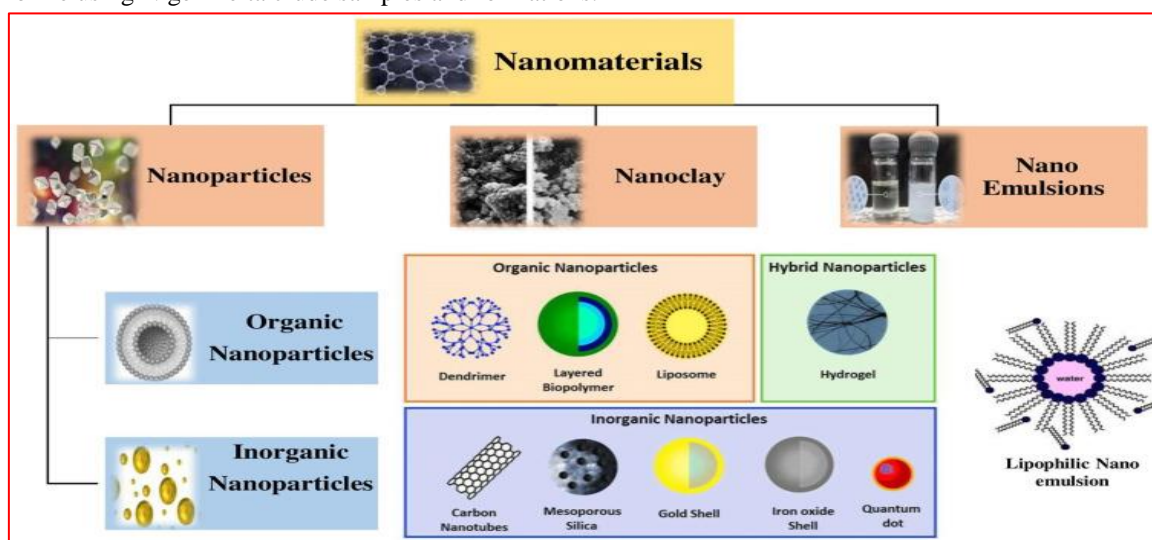 Nanomaterials
Nanoparticles
Nanoclay
Nano
Emulsions
Organic
Nanoparticles
Inorganic
Nanoparticles
Organic Nanoparticles
Dendrimer
Layered
Biopolymer
Liposome
Hybrid Nanoparticles
Hydrogel
Inorganic Nanoparticles
Carbon
Nanotubes
Mesoporous
Silica
Gold Shell
Iron oxide
Shell
Quantum
dot
water
Lipophilic Nano
emulsion